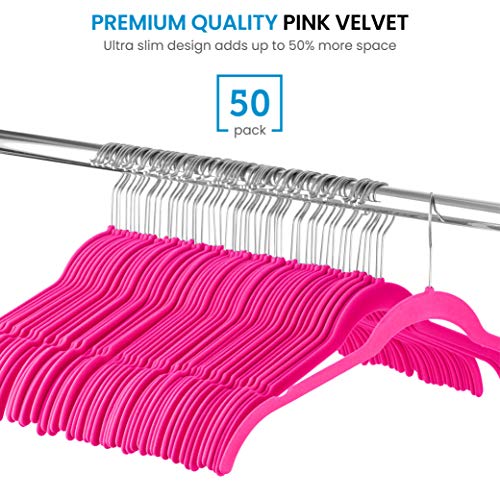 PREMIUM QUALITY PINK VELVET
Ultra slim design adds up to 50% more space
50
pack